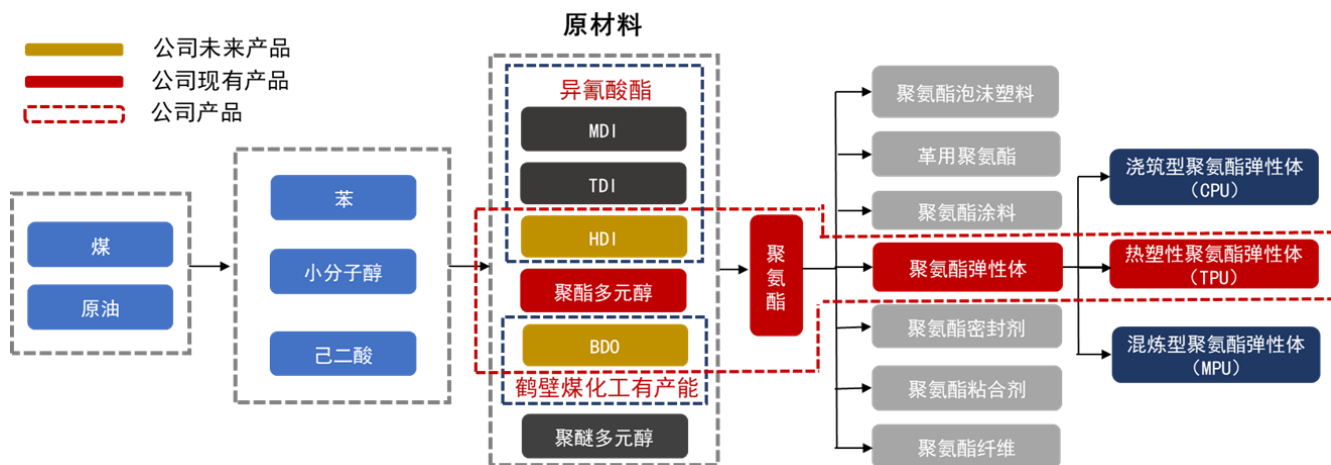 原材料
公司未来产品
公司现有产品
公司产品
煤
原油
苯
小分子醇
己二酸
异氰酸酯
MDI
TDI
HDI
聚酯多元醇
BDO
鹤壁煤化工有产能
聚醚多元醇
聚氨酯
聚氨酯泡沫塑料
革用聚氨酯
聚氨酯涂料
聚氨酯弹性体
聚氨酯密封剂
聚氨酯粘合剂
聚氨酯纤维
浇筑型聚氨酯弹性体
（CPU）
热塑性聚氨酯弹性体
（TPU）
混炼型聚氨酯弹性体
（MPU）